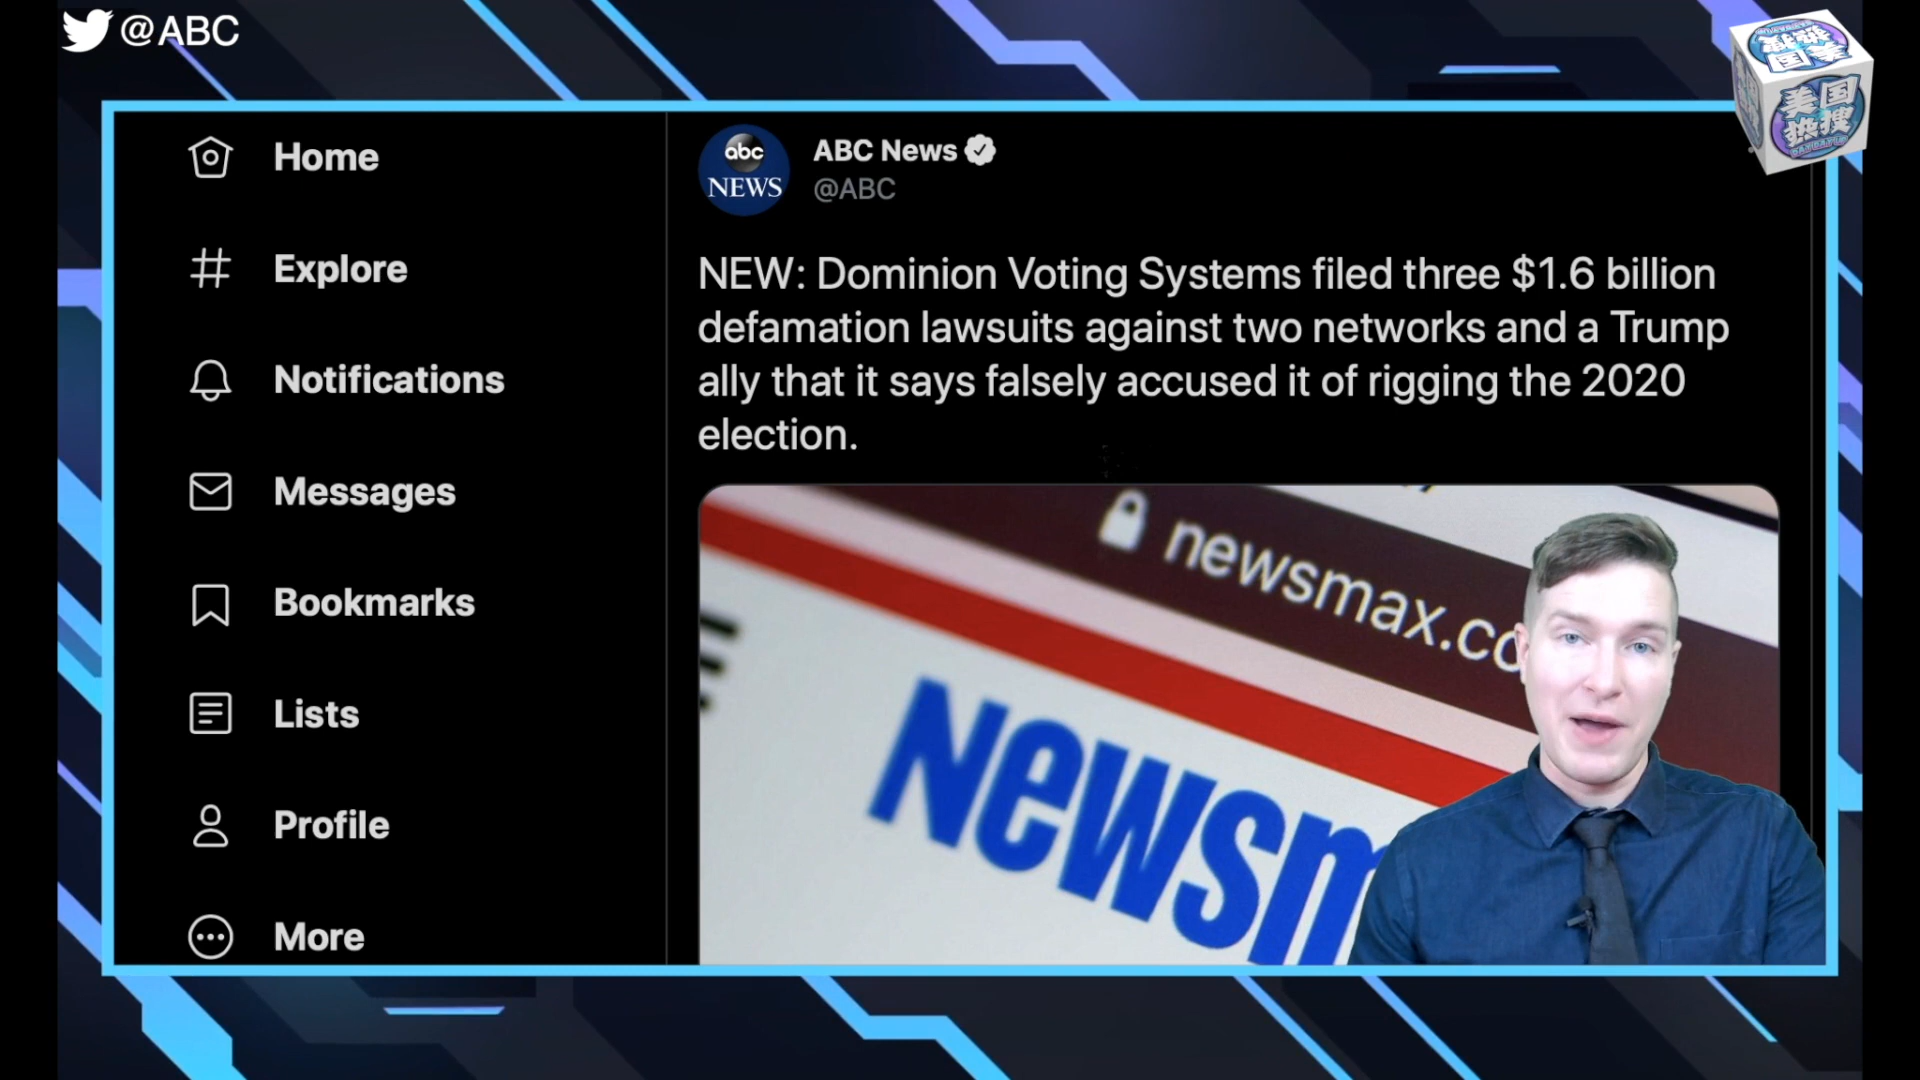 @ABC
美国
热搜
Home
Explore
Notifications
Messages
Bookmarks
Lists
Profile
More
abc
NEWS
ABC News
@ABC
NEW: Dominion Voting Systems filed three $1.6 billion
defamation lawsuits against two networks and a Trump
ally that it says falsely accused it of rigging the 2020
election.
newsmax.co
Newsm